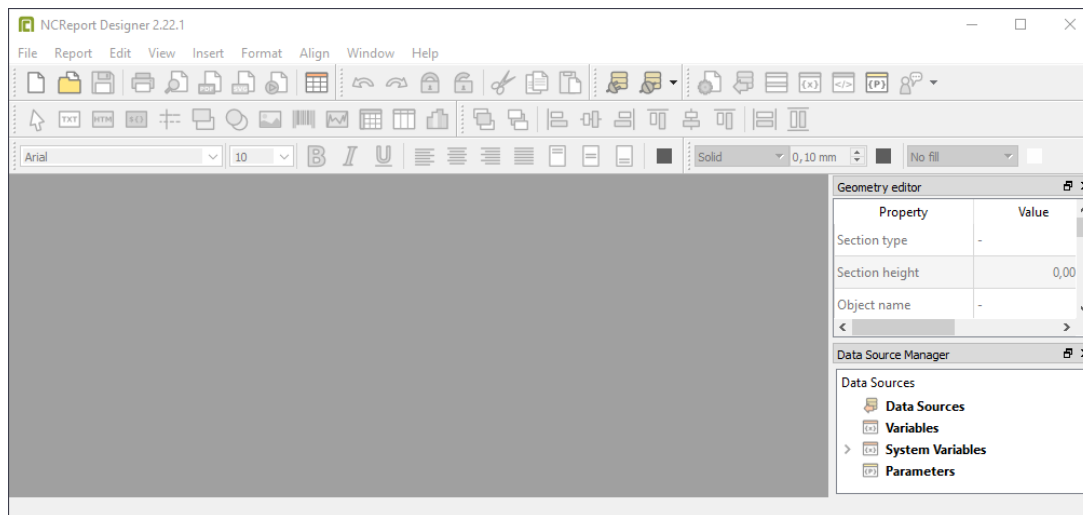 NCReport Designer 2.22.1
File Report Edit View Insert Format Align Window Help
TXT HTM ${} 
Arial 10 B I U Solid 0,10 mm No fill
Geometry editor
Property Value
Section type -
Section height 0,00
Object name -
Data Source Manager
Data Sources
Data Sources
Variables
System Variables
Parameters